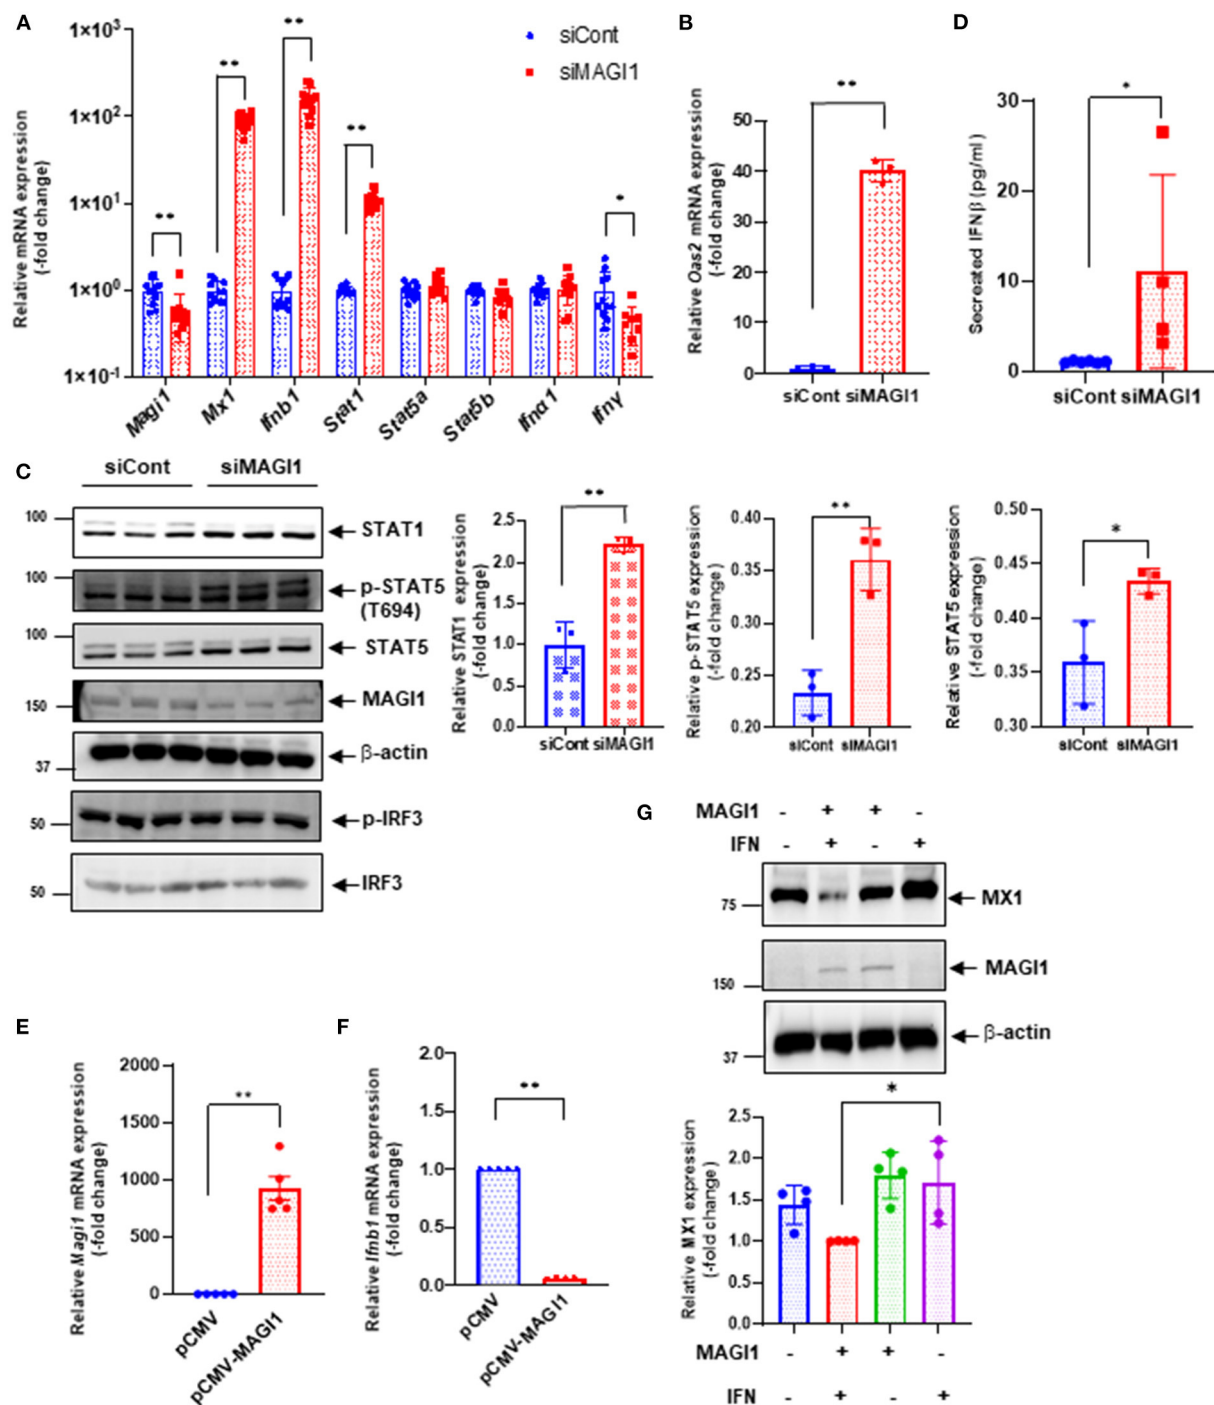 A
Relative mRNA expression
(-fold change)
1×10³
1×10²
1×10¹
1×10⁰
1×10⁻¹
** ** ** ** *
siCont
siMAGI1
Magi1 Mx1 Ifnb1 Stat1 Stat5a Stat5b Ifnα1 Ifnγ
B
Relative Oas2 mRNA expression
(-fold change)
50
40
30
20
10
0
**
siCont siMAGI1
D
Secreated IFNβ (pg/ml)
30
20
10
0
*
siCont siMAGI1
C
siCont siMAGI1
100
STAT1
100
p-STAT5
(T694)
100
STAT5
150
MAGI1
37
β-actin
50
p-IRF3
50
IRF3
Relative STAT1 expression
(-fold change)
2.5
2.0
1.5
1.0
0.5
0.0
**
siCont siMAGI1
Relative p-STAT5 expression
(-fold change)
0.40
0.35
0.30
0.25
0.20
**
siCont siMAGI1
Relative STAT5 expression
(-fold change)
0.50
0.45
0.40
0.35
0.30
*
siCont siMAGI1
G
MAGI1 - + + -
IFN - + - +
75
MX1
150
MAGI1
37
β-actin
Relative MX1 expression
(-fold change)
2.5
2.0
1.5
1.0
0.5
0.0
*
MAGI1 - + + -
IFN - + - +
E
Relative Magi1 mRNA expression
(-fold change)
2000
1500
1000
500
0
**
pCMV
pCMV-MAGI1
F
Relative Ifnb1 mRNA expression
(-fold change)
2.0
1.5
1.0
0.5
0.0
**
pCMV
pCMV-MAGI1